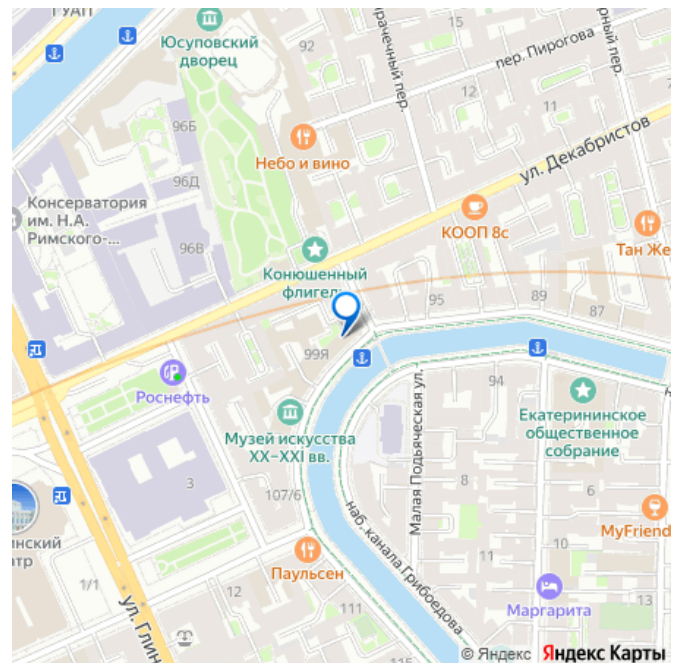 ГУАП
Юсуповский
дворец
92
Прачечный пер.
15
пер. Пирогова
12
11
96Б
Небо и вино
ул. Декабристов
96Д
Консерватория
им. Н.А.
Римского-...
96В
КООП 8с
Тан Же
Конюшенный
флигель
95
89
87
99Я
Роснефть
94
Малая Подьяческая ул.
Екатерининское
общественное
собрание
Музей искусства
XX–XXI вв.
3
107/6
8
6
MyFriend
наб. канала Грибоедова
10
11
Паульсен
1/1
12
111
Маргарита
13
ул. Глин
© Яндекс Яндекс Карты